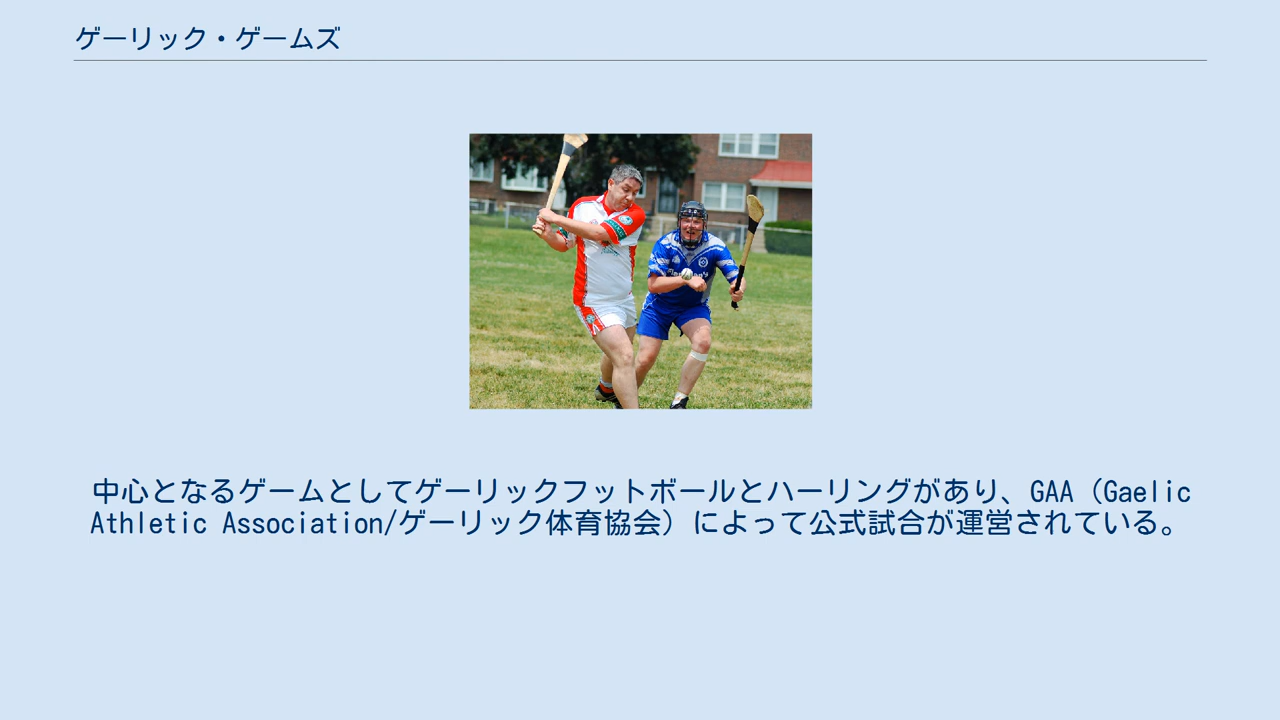 ゲーリック・ゲームズ
中心となるゲームとしてゲーリックフットボールとハーリングがあり、GAA（Gaelic
Athletic Association/ゲーリック体育協会）によって公式試合が運営されている。